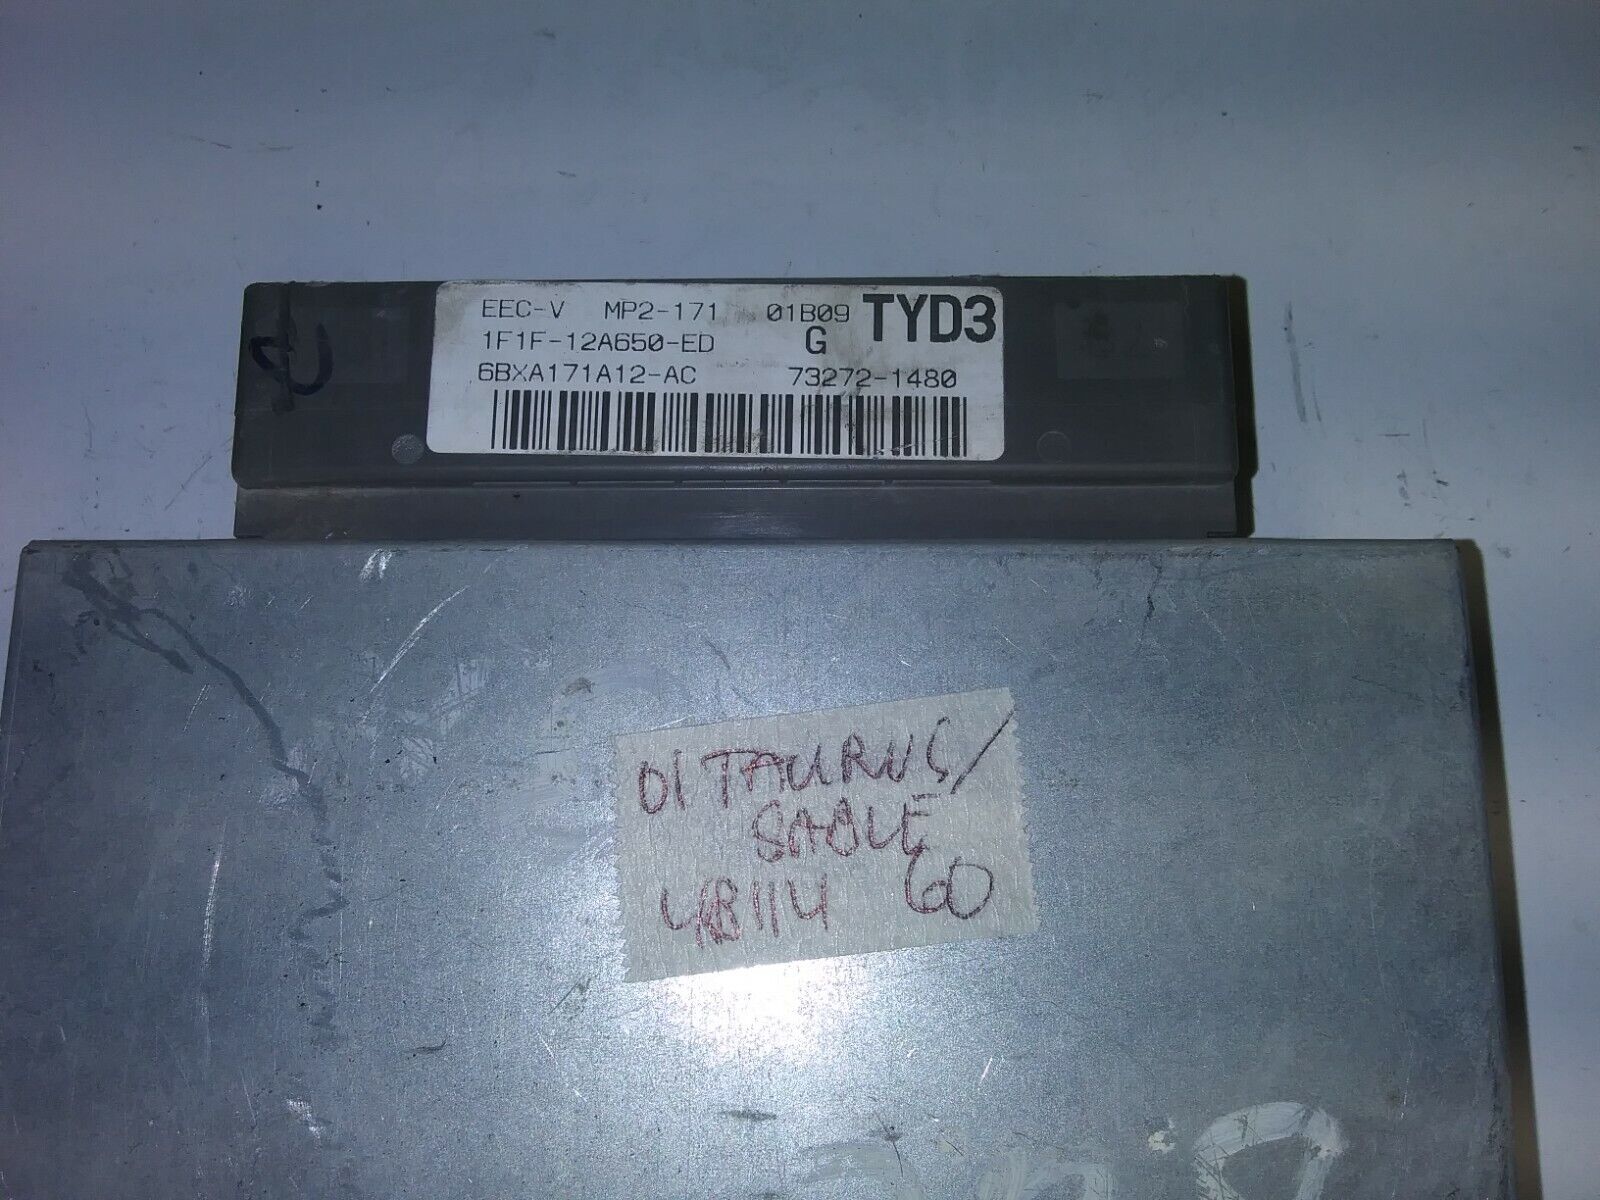 EEC-V MP2-171 01B09 TYD3
1F1F-12A650-ED G
6BXA171A12-AC 73272-1480
01 TAURUS/
SABLE
4B114 60